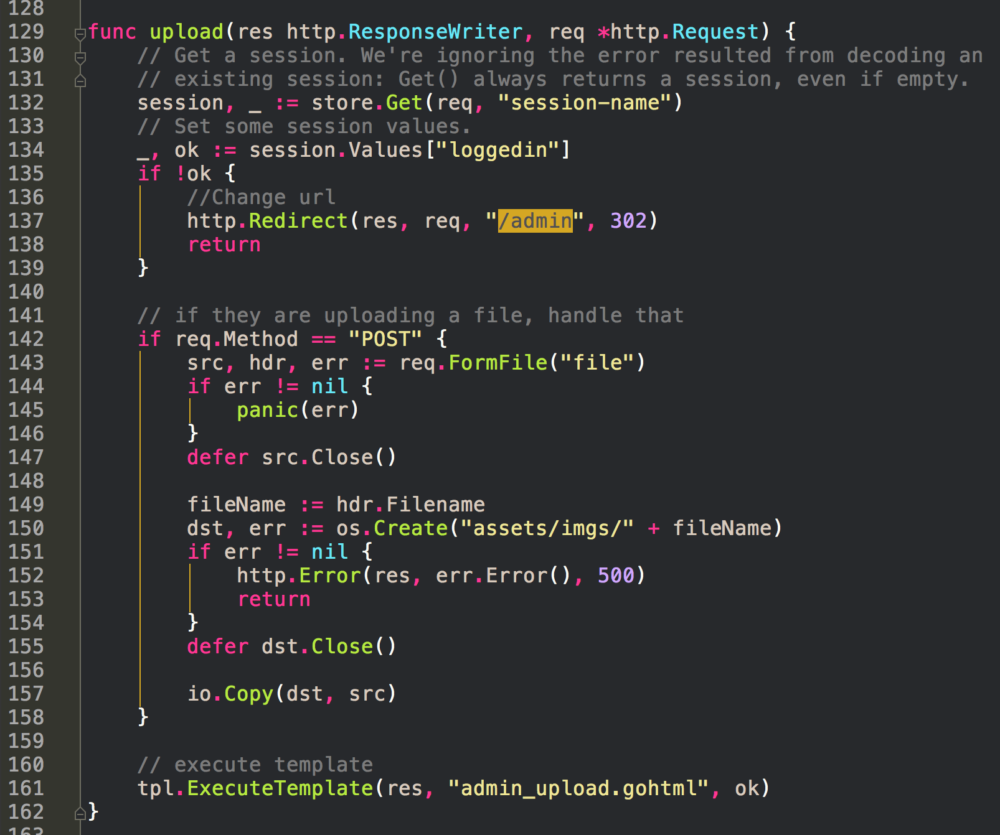 128
129 func upload(res http.ResponseWriter, req *http.Request) {
130     // Get a session. We're ignoring the error resulted from decoding an
131     // existing session: Get() always returns a session, even if empty.
132     session, _ := store.Get(req, "session-name")
133     // Set some session values.
134     _, ok := session.Values["loggedin"]
135     if !ok {
136         //Change url
137         http.Redirect(res, req, "/admin", 302)
138         return
139     }
140
141     // if they are uploading a file, handle that
142     if req.Method == "POST" {
143         src, hdr, err := req.FormFile("file")
144         if err != nil {
145             panic(err)
146         }
147         defer src.Close()
148
149         fileName := hdr.Filename
150         dst, err := os.Create("assets/imgs/" + fileName)
151         if err != nil {
152             http.Error(res, err.Error(), 500)
153             return
154         }
155         defer dst.Close()
156
157         io.Copy(dst, src)
158     }
159
160     // execute template
161     tpl.ExecuteTemplate(res, "admin_upload.gohtml", ok)
162 }
163